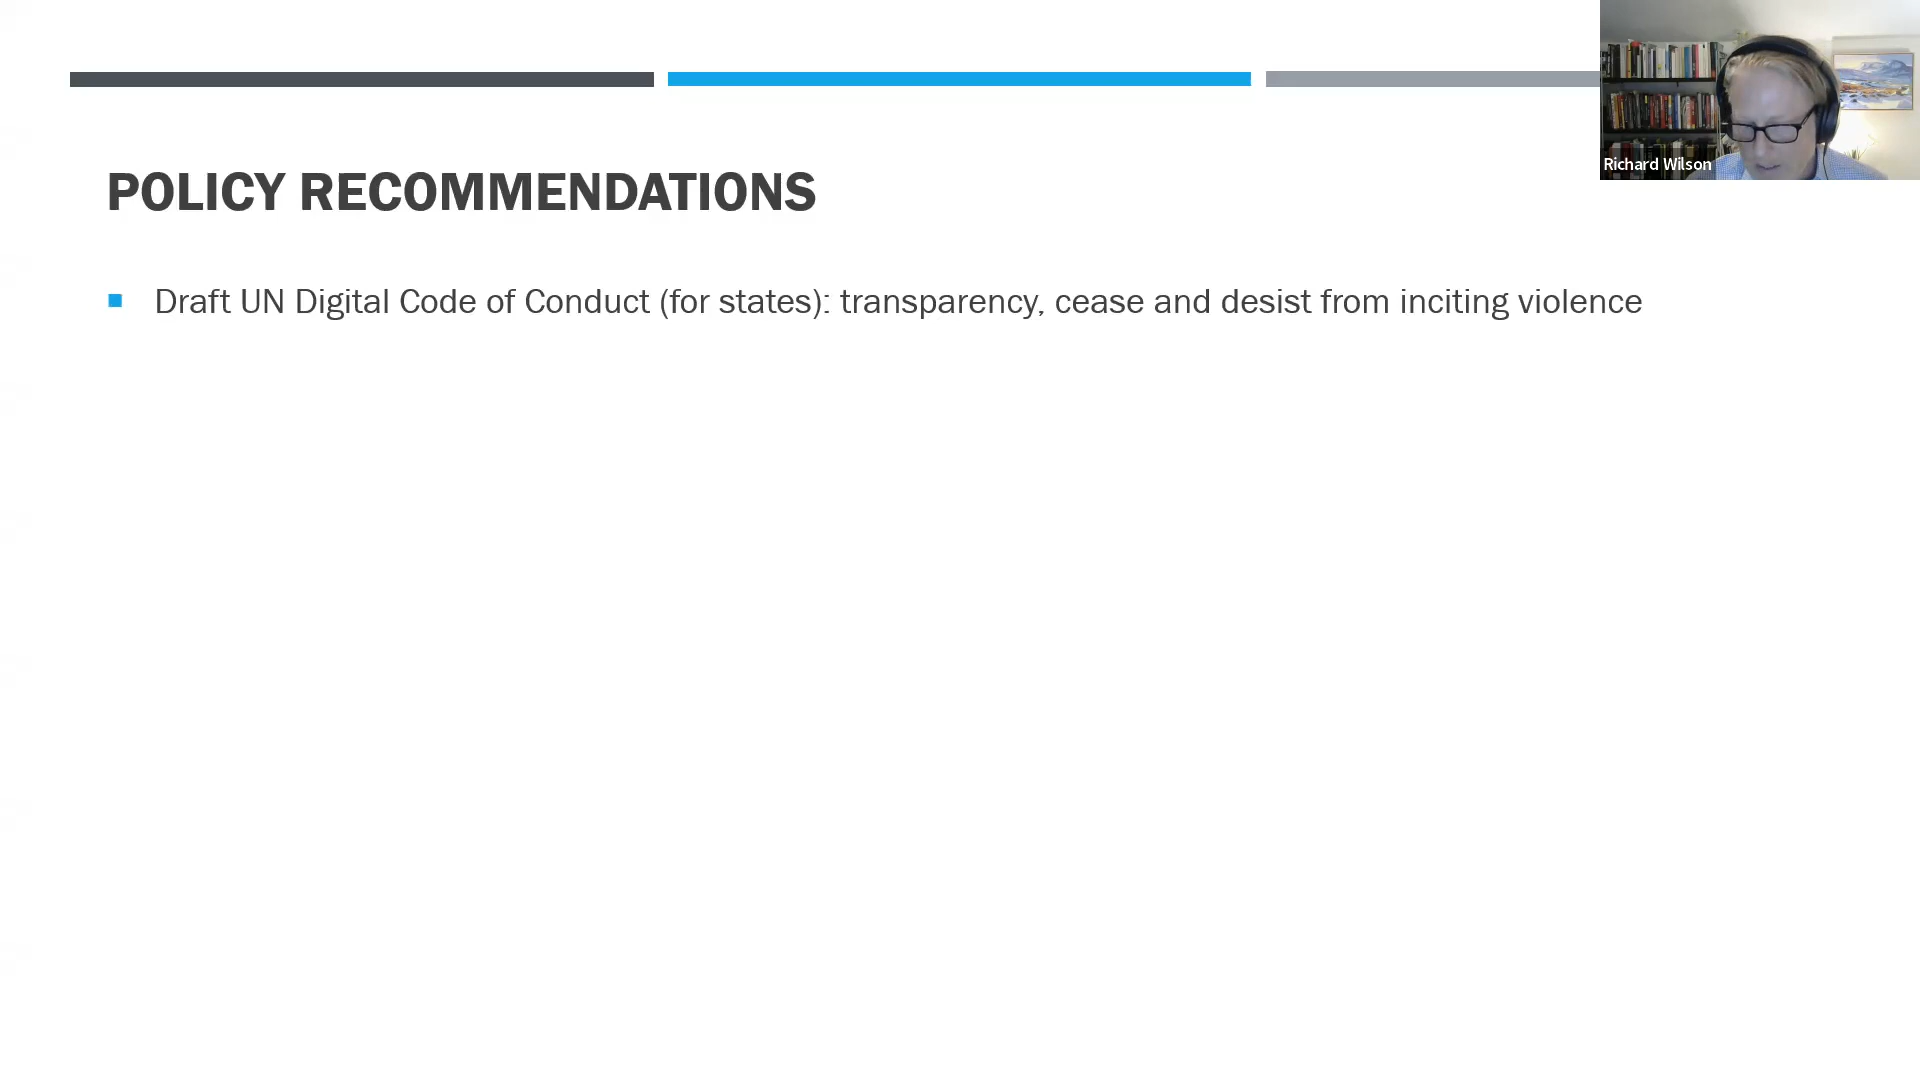 Richard Wilson
POLICY RECOMMENDATIONS
Draft UN Digital Code of Conduct (for states): transparency, cease and desist from inciting violence